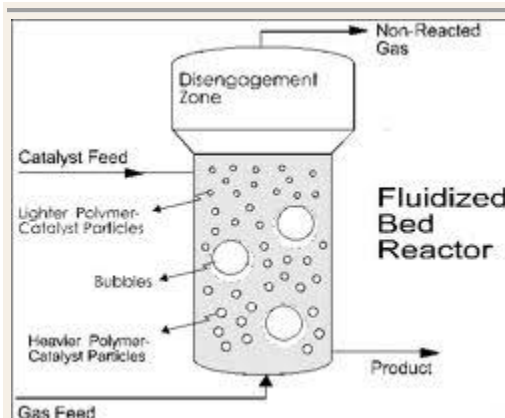 Non-Reacted
Gas
Disengagement
Zone
Catalyst Feed
Lighter Polymer-
Catalyst Particles
Fluidized
Bed
Reactor
Bubbles
Heavier Polymer-
Catalyst Particles
Product
Gas Feed